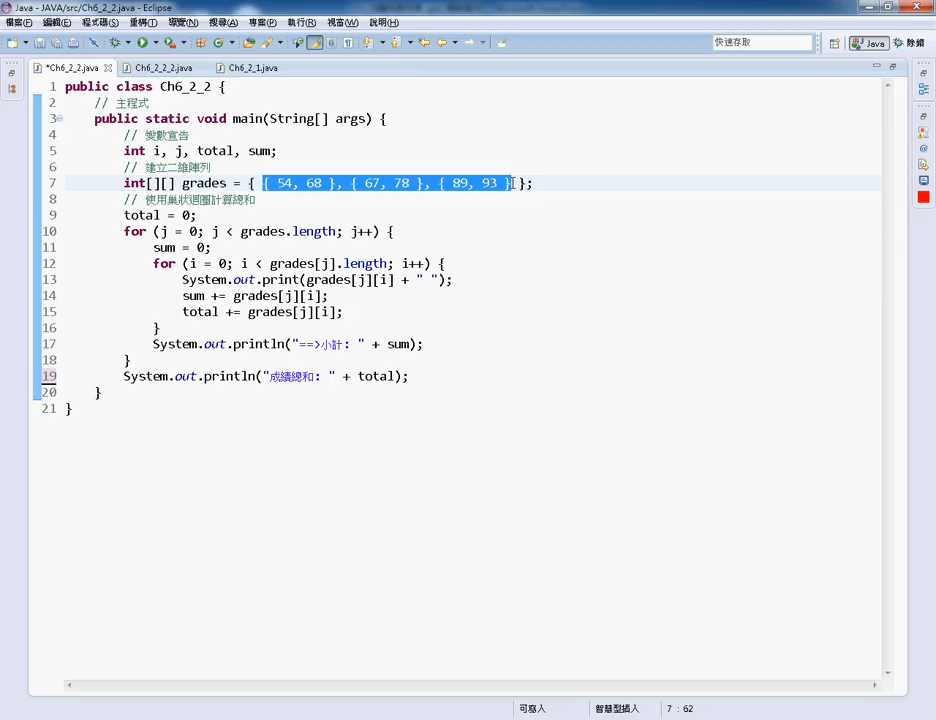 Java - JAVA/src/Ch6_2_2.java - Eclipse
檔案(F) 編輯(E) 程式碼(S) 重構(T) 導覽(N) 搜尋(A) 專案(P) 執行(R) 視窗(W) 說明(H)
快速存取 Java 除錯
*Ch6_2_2.java Ch6_2_2_2.java Ch6_2_1.java
1 public class Ch6_2_2 {
2 // 主程式
3 public static void main(String[] args) {
4 // 變數宣告
5 int i, j, total, sum;
6 // 建立二維陣列
7 int[][] grades = { { 54, 68 }, { 67, 78 }, { 89, 93 } };
8 // 使用巢狀迴圈計算總和
9 total = 0;
10 for (j = 0; j < grades.length; j++) {
11 sum = 0;
12 for (i = 0; i < grades[j].length; i++) {
13 System.out.print(grades[j][i] + " ");
14 sum += grades[j][i];
15 total += grades[j][i];
16 }
17 System.out.println("==>小計: " + sum);
18 }
19 System.out.println("成績總和: " + total);
20 }
21 }
可寫入 智慧型插入 7 : 62